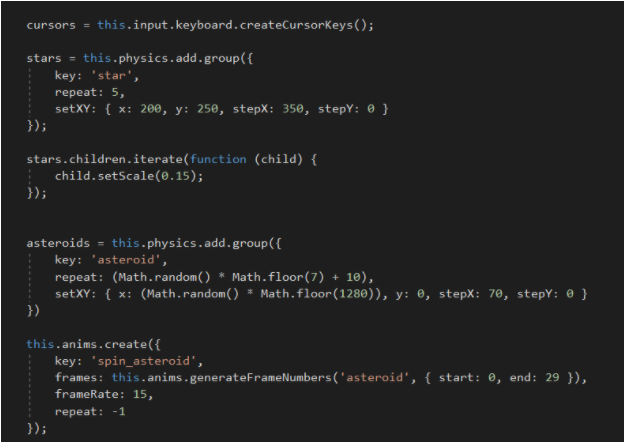 cursors = this.input.keyboard.createCursorKeys();
stars = this.physics.add.group({
key: 'star',
repeat: 5,
setXY: { x: 200, y: 250, stepX: 350, stepY: 0 }
});
stars.children.iterate(function (child) {
child.setScale(0.15);
});
asteroids = this.physics.add.group({
key: 'asteroid',
repeat: (Math.random() * Math.floor(7) + 10),
setXY: { x: (Math.random() * Math.floor(1280)), y: 0, stepX: 70, stepY: 0 }
})
this.anims.create({
key: 'spin_asteroid',
frames: this.anims.generateFrameNumbers('asteroid', { start: 0, end: 29 }),
frameRate: 15,
repeat: -1
});